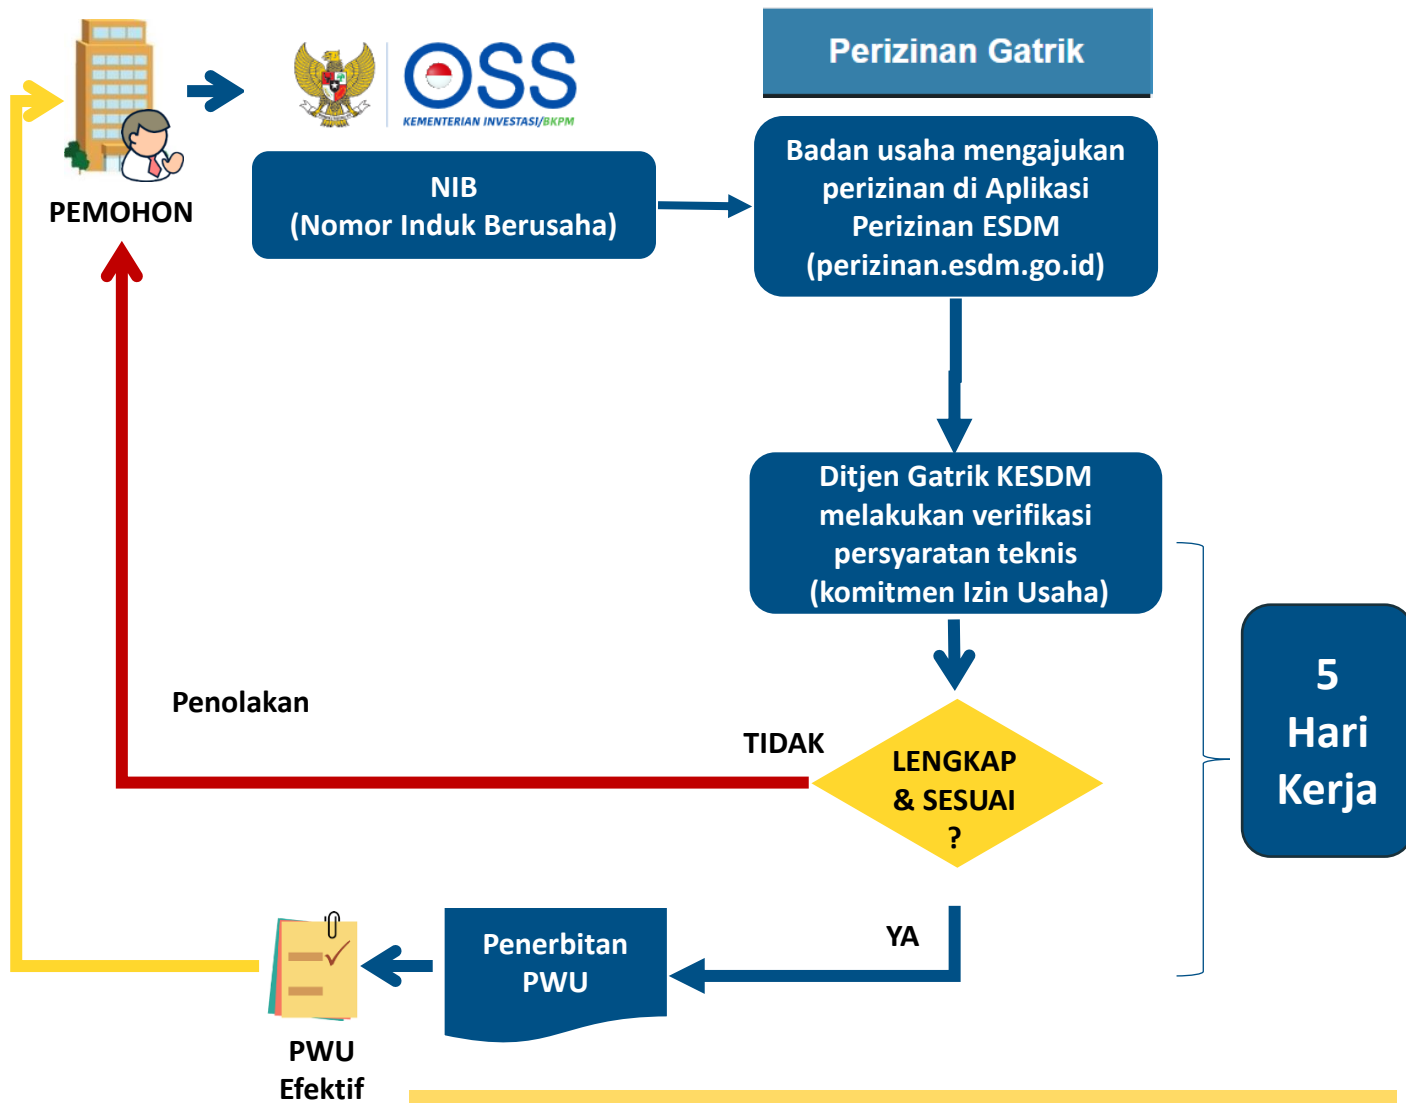 PEMOHON
OSS
KEMENTERIAN INVESTASI/BKPM
NIB
(Nomor Induk Berusaha)
Perizinan Gatrik
Badan usaha mengajukan
perizinan di Aplikasi
Perizinan ESDM
(perizinan.esdm.go.id)
Ditjen Gatrik KESDM
melakukan verifikasi
persyaratan teknis
(komitmen Izin Usaha)
5
Hari
Kerja
LENGKAP
& SESUAI
?
TIDAK
Penolakan
YA
Penerbitan
PWU
PWU
Efektif